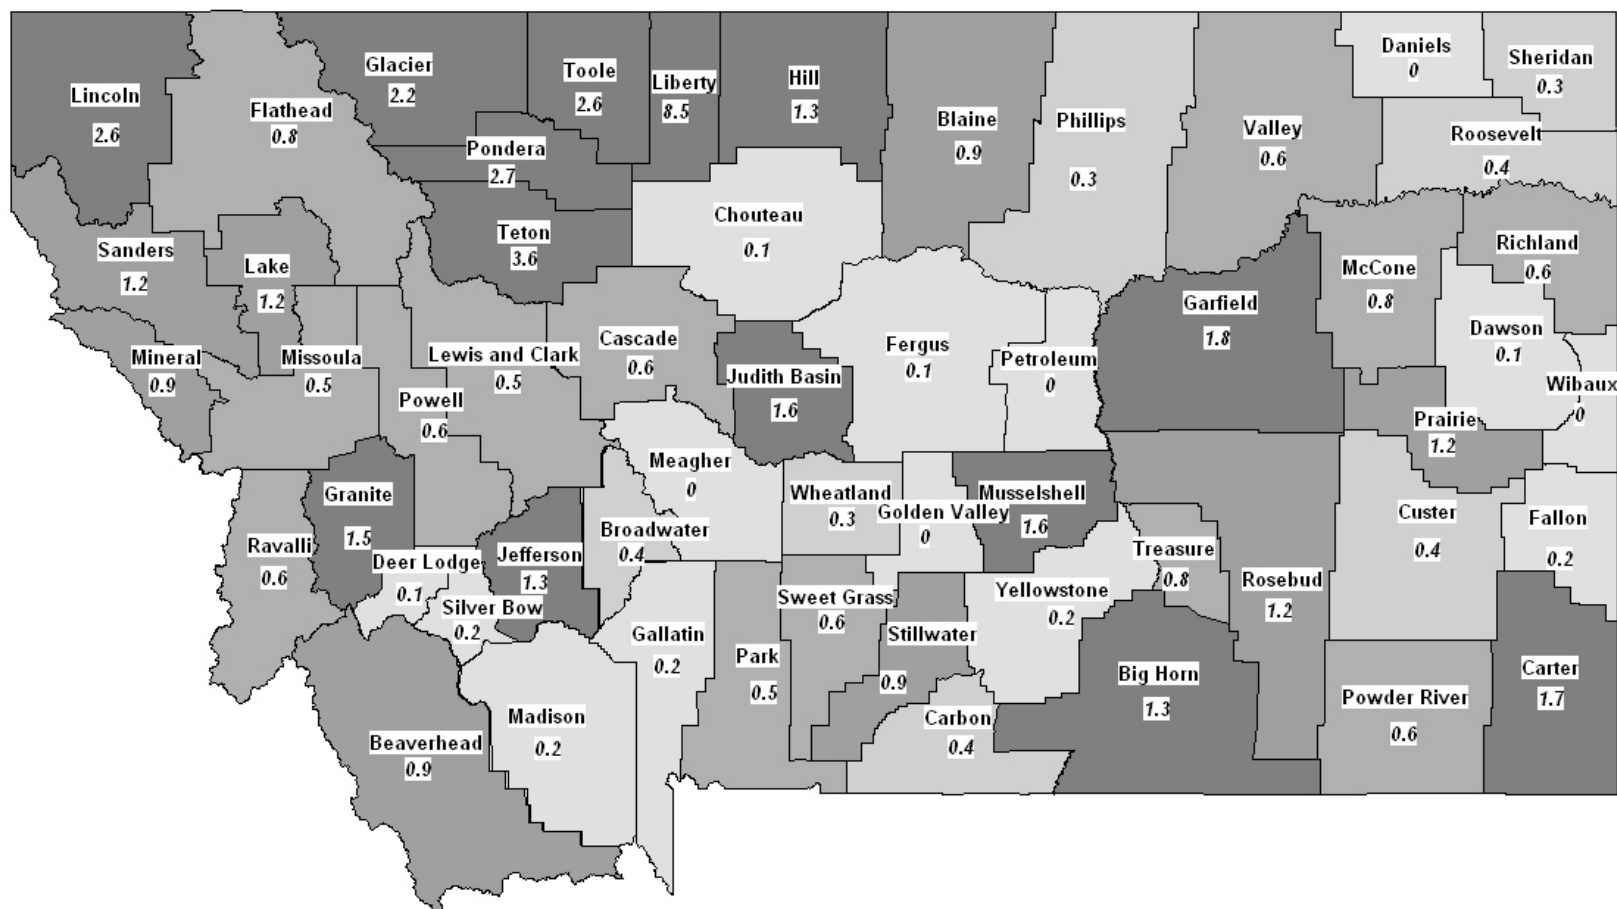 Lincoln
2.6
Flathead
0.8
Glacier
2.2
Toole
2.6
Liberty
8.5
Hill
1.3
Blaine
0.9
Phillips
0.3
Valley
0.6
Daniels
0
Sheridan
0.3
Roosevelt
0.4
Pondera
2.7
Teton
3.6
Chouteau
0.1
Sanders
1.2
Lake
1.2
Richland
0.6
McCone
0.8
Garfield
1.8
Dawson
0.1
Wibaux
0
Mineral
0.9
Missoula
0.5
Lewis and Clark
0.5
Cascade
0.6
Judith Basin
1.6
Fergus
0.1
Petroleum
0
Powell
0.6
Prairie
1.2
Meagher
0
Wheatland
0.3
Golden Valley
0
Musselshell
1.6
Granite
1.5
Ravalli
0.6
Deer Lodge
0.1
Jefferson
1.3
Broadwater
0.4
Silver Bow
0.2
Custer
0.4
Fallon
0.2
Treasure
0.8
Rosebud
1.2
Yellowstone
0.2
Sweet Grass
0.6
Stillwater
0.9
Gallatin
0.2
Park
0.5
Big Horn
1.3
Powder River
0.6
Carter
1.7
Carbon
0.4
Madison
0.2
Beaverhead
0.9